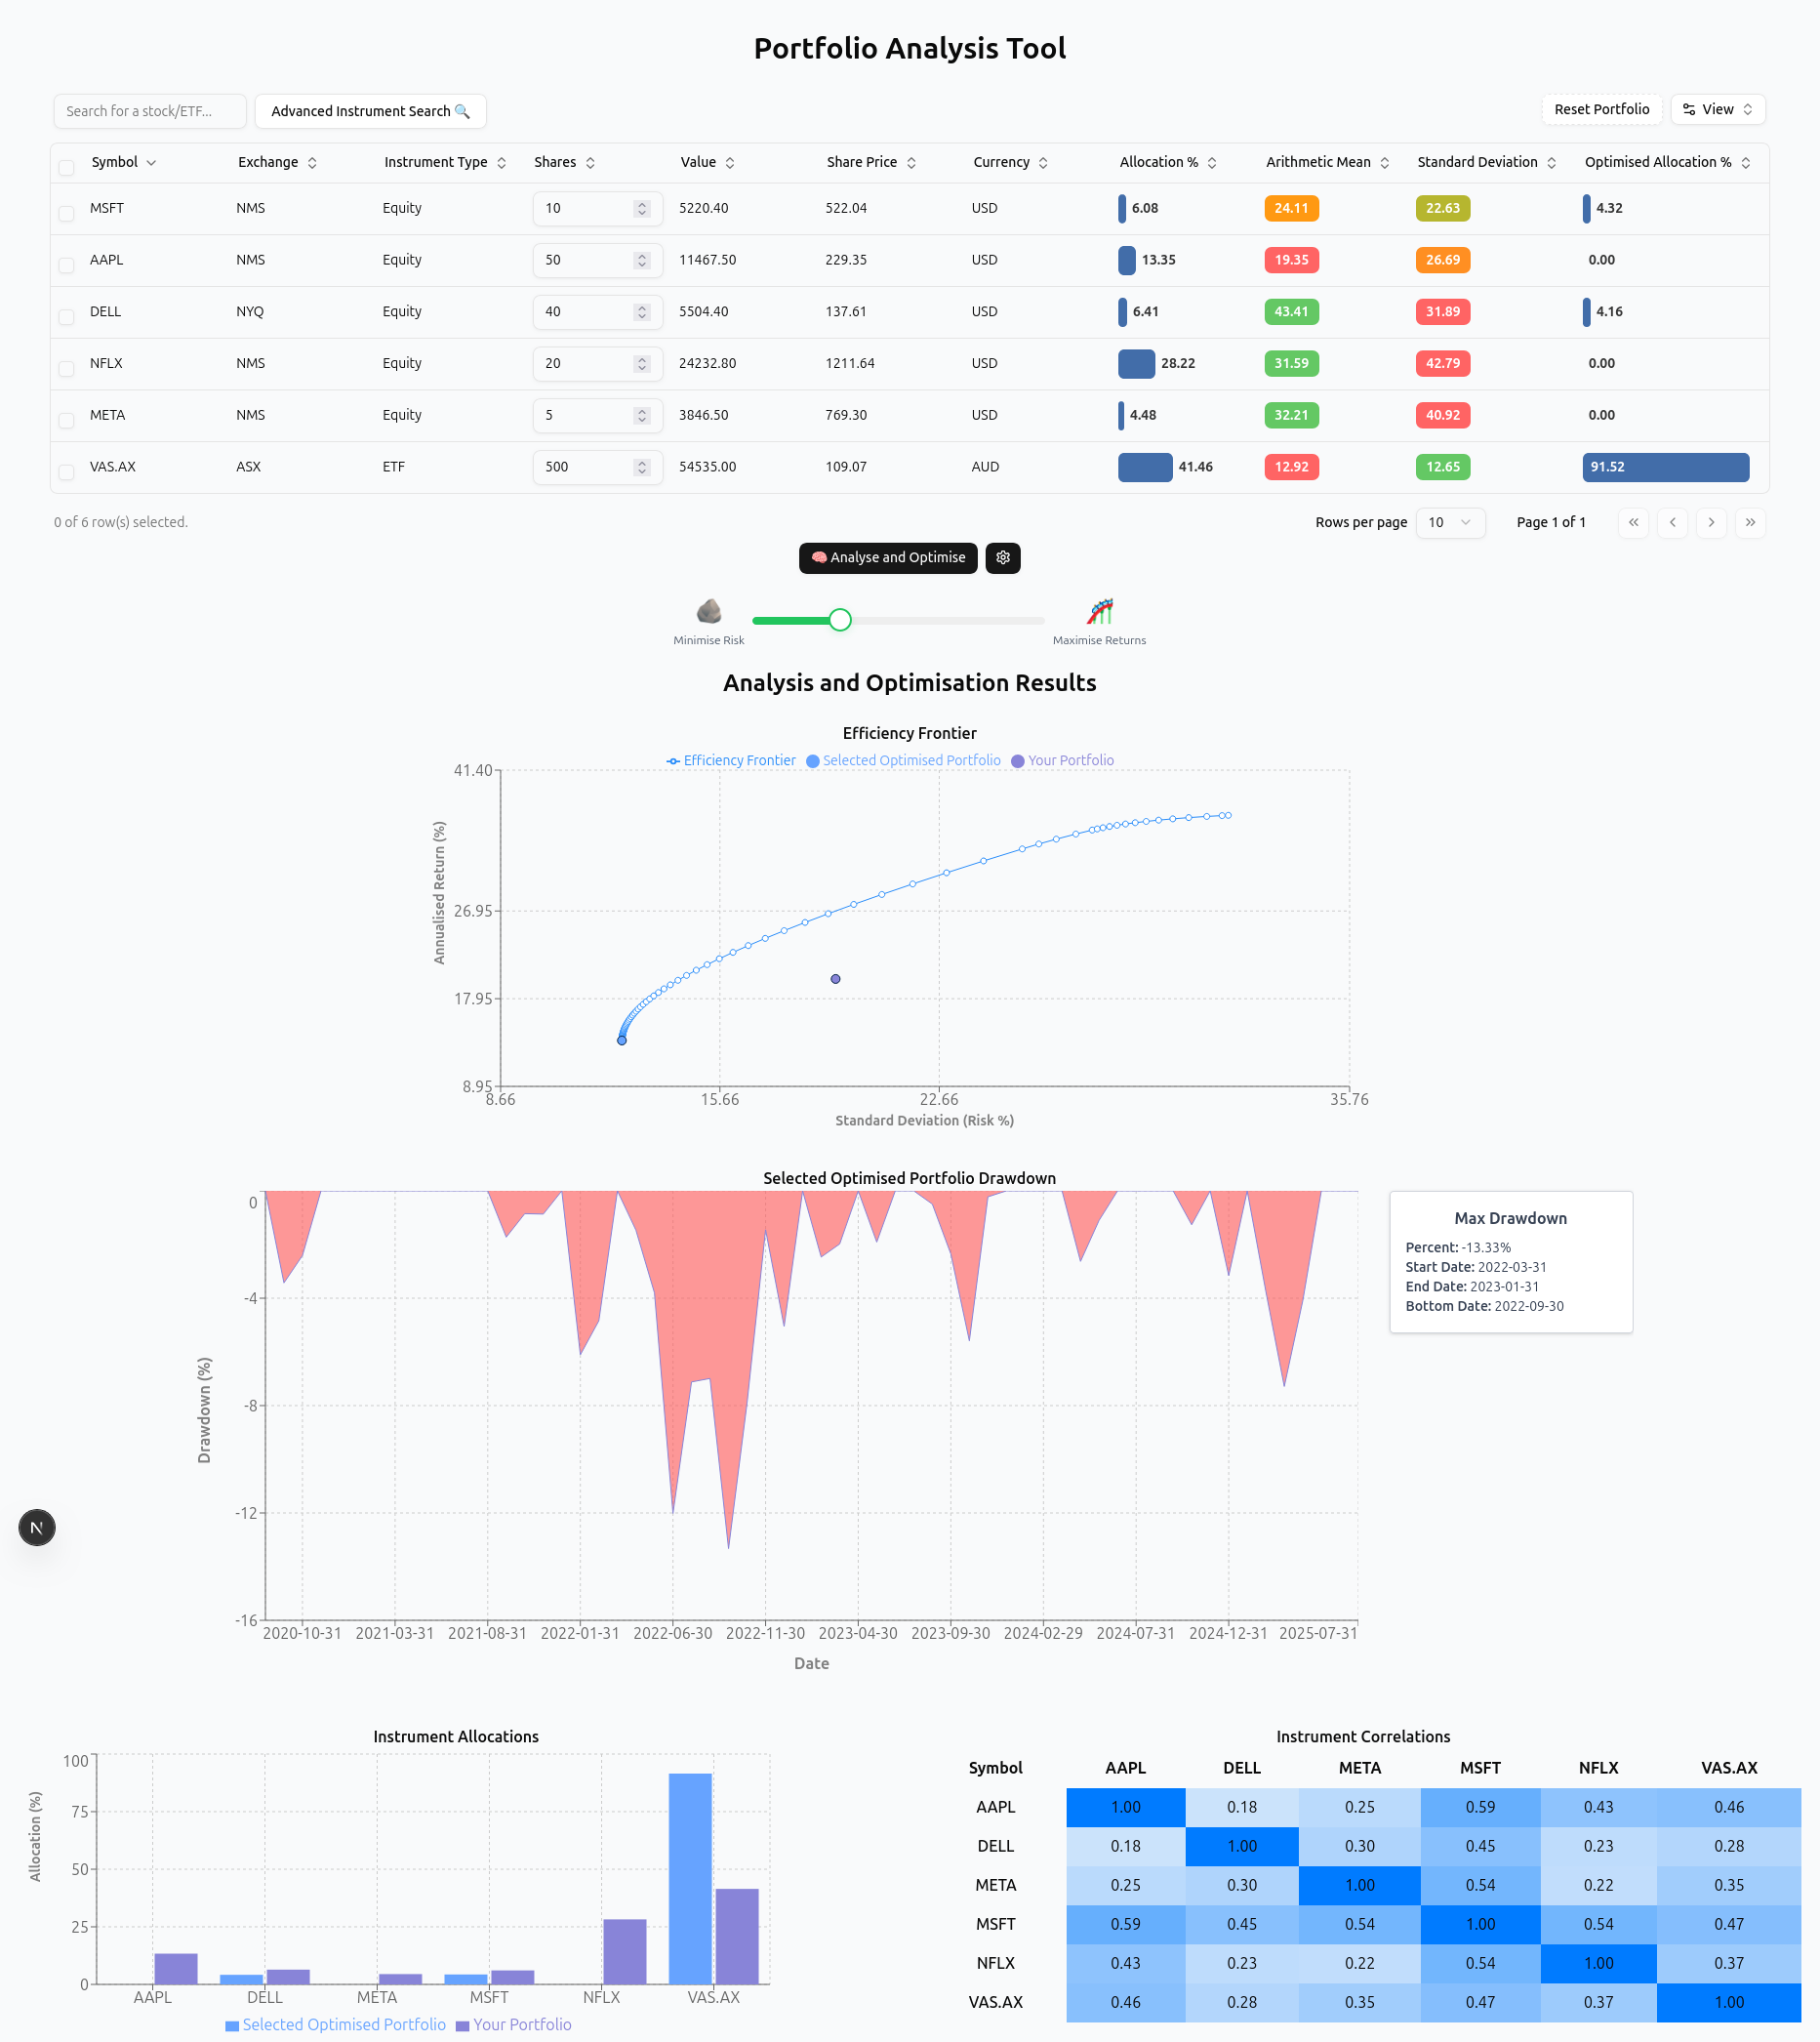 Portfolio Analysis Tool
Search for a stock/ETF...
Advanced Instrument Search 🔍
Reset Portfolio
View
Symbol Exchange Instrument Type Shares Value Share Price Currency Allocation % Arithmetic Mean Standard Deviation Optimised Allocation %
MSFT NMS Equity 10 5220.40 522.04 USD 6.08 24.11 22.63 4.32
AAPL NMS Equity 50 11467.50 229.35 USD 13.35 19.35 26.69 0.00
DELL NYQ Equity 40 5504.40 137.61 USD 6.41 43.41 31.89 4.16
NFLX NMS Equity 20 24232.80 1211.64 USD 28.22 31.59 42.79 0.00
META NMS Equity 5 3846.50 769.30 USD 4.48 32.21 40.92 0.00
VAS.AX ASX ETF 500 54535.00 109.07 AUD 41.46 12.92 12.65 91.52
0 of 6 row(s) selected.
Rows per page 10
Page 1 of 1
🧠 Analyse and Optimise
Minimise Risk
Maximise Returns
Analysis and Optimisation Results
Efficiency Frontier
Efficiency Frontier Selected Optimised Portfolio Your Portfolio
Annualised Return (%)
41.40
26.95
17.95
8.95
8.66 15.66 22.66 35.76
Standard Deviation (Risk %)
Selected Optimised Portfolio Drawdown
Drawdown (%)
0
-4
-8
-12
-16
2020-10-31 2021-03-31 2021-08-31 2022-01-31 2022-06-30 2022-11-30 2023-04-30 2023-09-30 2024-02-29 2024-07-31 2024-12-31 2025-07-31
Date
Max Drawdown
Percent: -13.33%
Start Date: 2022-03-31
End Date: 2023-01-31
Bottom Date: 2022-09-30
N
Instrument Allocations
Allocation (%)
100
75
50
25
0
AAPL DELL META MSFT NFLX VAS.AX
Selected Optimised Portfolio Your Portfolio
Instrument Correlations
Symbol AAPL DELL META MSFT NFLX VAS.AX
AAPL 1.00 0.18 0.25 0.59 0.43 0.46
DELL 0.18 1.00 0.30 0.45 0.23 0.28
META 0.25 0.30 1.00 0.54 0.22 0.35
MSFT 0.59 0.45 0.54 1.00 0.54 0.47
NFLX 0.43 0.23 0.22 0.54 1.00 0.37
VAS.AX 0.46 0.28 0.35 0.47 0.37 1.00